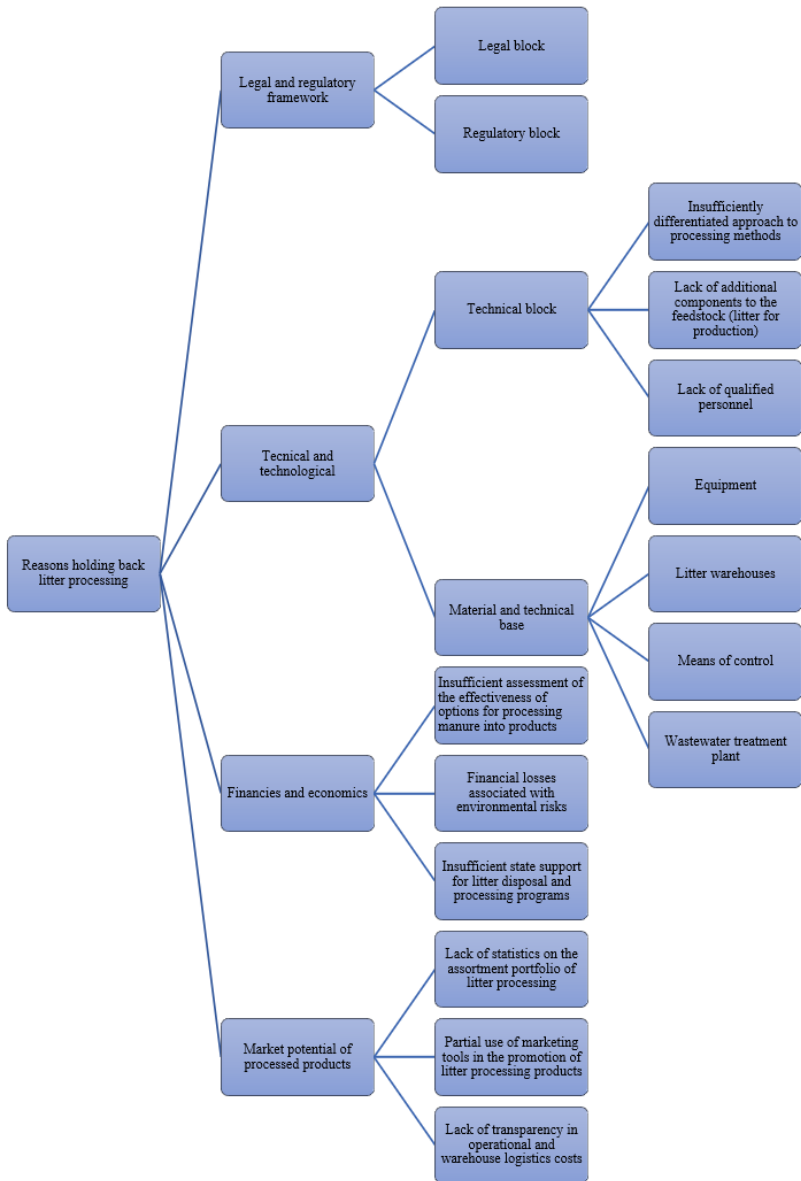 Reasons holding back
litter processing
Legal and regulatory
framework
Legal block
Regulatory block
Tecnical and
technological
Technical block
Insufficiently
differentiated approach to
processing methods
Lack of additional
components to the
feedstock (litter for
production)
Lack of qualified
personnel
Material and technical
base
Equipment
Litter warehouses
Means of control
Wastewater treatment
plant
Financies and economics
Insufficient assessment of
the effectiveness of
options for processing
manure into products
Financial losses
associated with
environmental risks
Insufficient state support
for litter disposal and
processing programs
Market potential of
processed products
Lack of statistics on the
assortment portfolio of
litter processing
Partial use of marketing
tools in the promotion of
litter processing products
Lack of transparency in
operational and
warehouse logistics costs